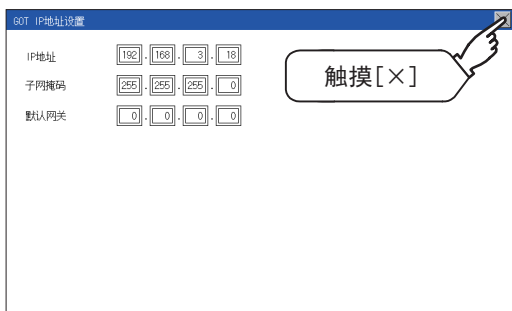 GOT IP地址设置
IP地址 192.168.3.18
子网掩码 255.255.255.0
默认网关 0.0.0.0
触摸[×]